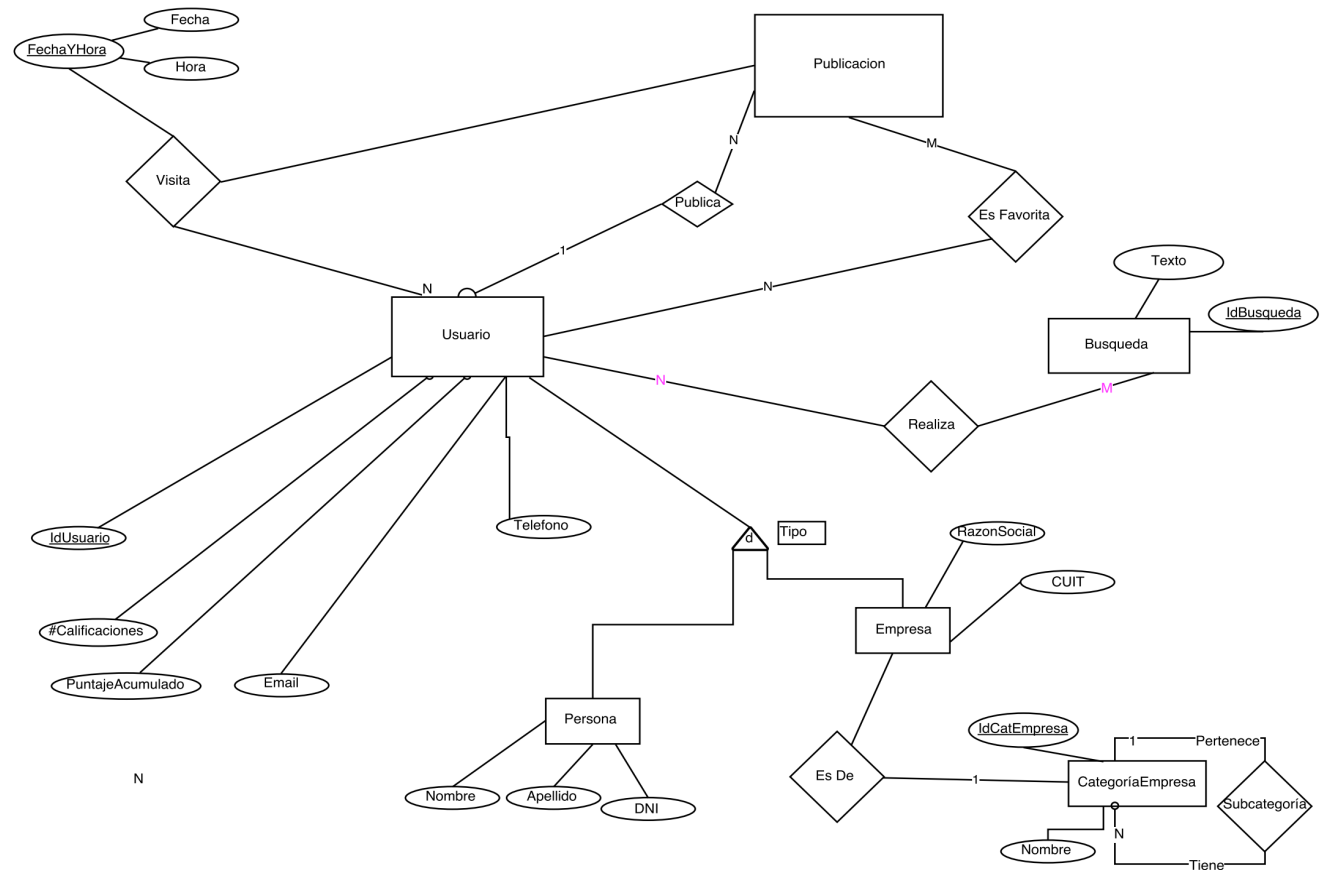 Fecha
FechaYHora
Hora
Publicacion
N
M
Visita
Publica
Es Favorita
1
Texto
N
N
IdBusqueda
Usuario
Busqueda
N
M
Realiza
Telefono
Tipo
RazonSocial
IdUsuario
d
CUIT
#Calificaciones
Empresa
PuntajeAcumulado
Email
Persona
IdCatEmpresa
1
Pertenece
N
Es De
1
CategoríaEmpresa
Nombre
Apellido
DNI
Subcategoría
N
Nombre
Tiene